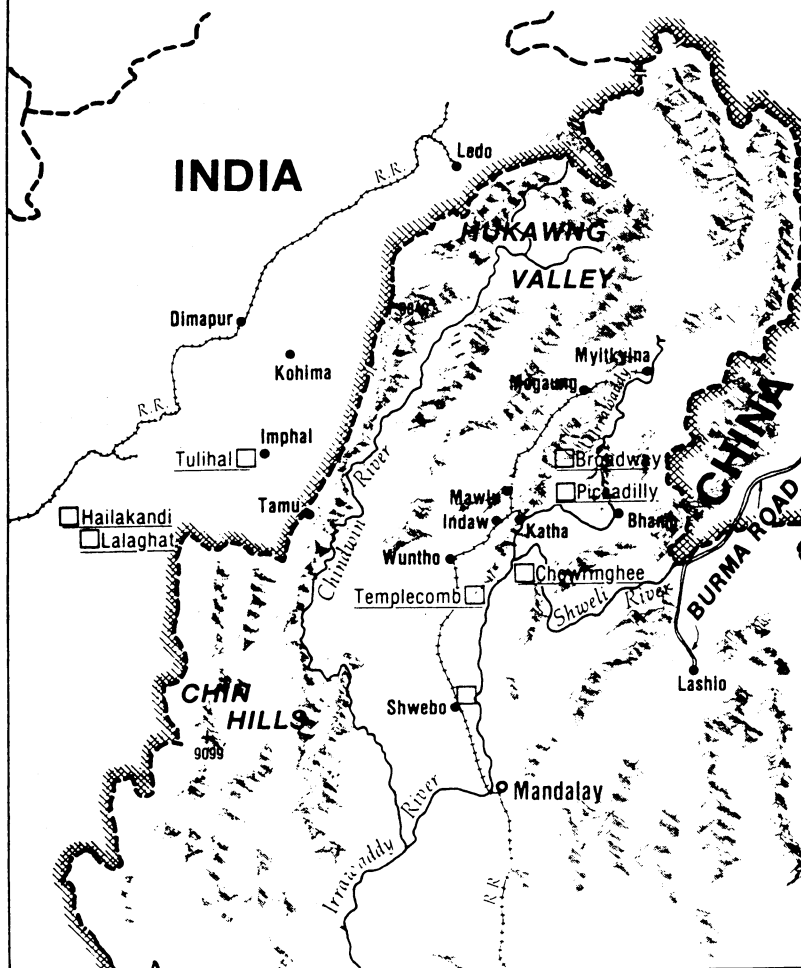 Ledo
R.R.
INDIA
HUKAWNG
VALLEY
Dimapur
Kohima
Myitkyina
Mogaung
Irrawaddy
CHINA
R.R.
Imphal
Tulihal
River
Broadway
Piccadilly
Mawlu
Tamu
Hailakandi
Lalaghat
Indaw
Katha
Bhamo
BURMA ROAD
Chindwin
Wuntho
Chowringhee
Templecomb
Shweli River
Lashio
CHIN
HILLS
Shwebo
9099
Mandalay
River
Irrawaddy
R.R.